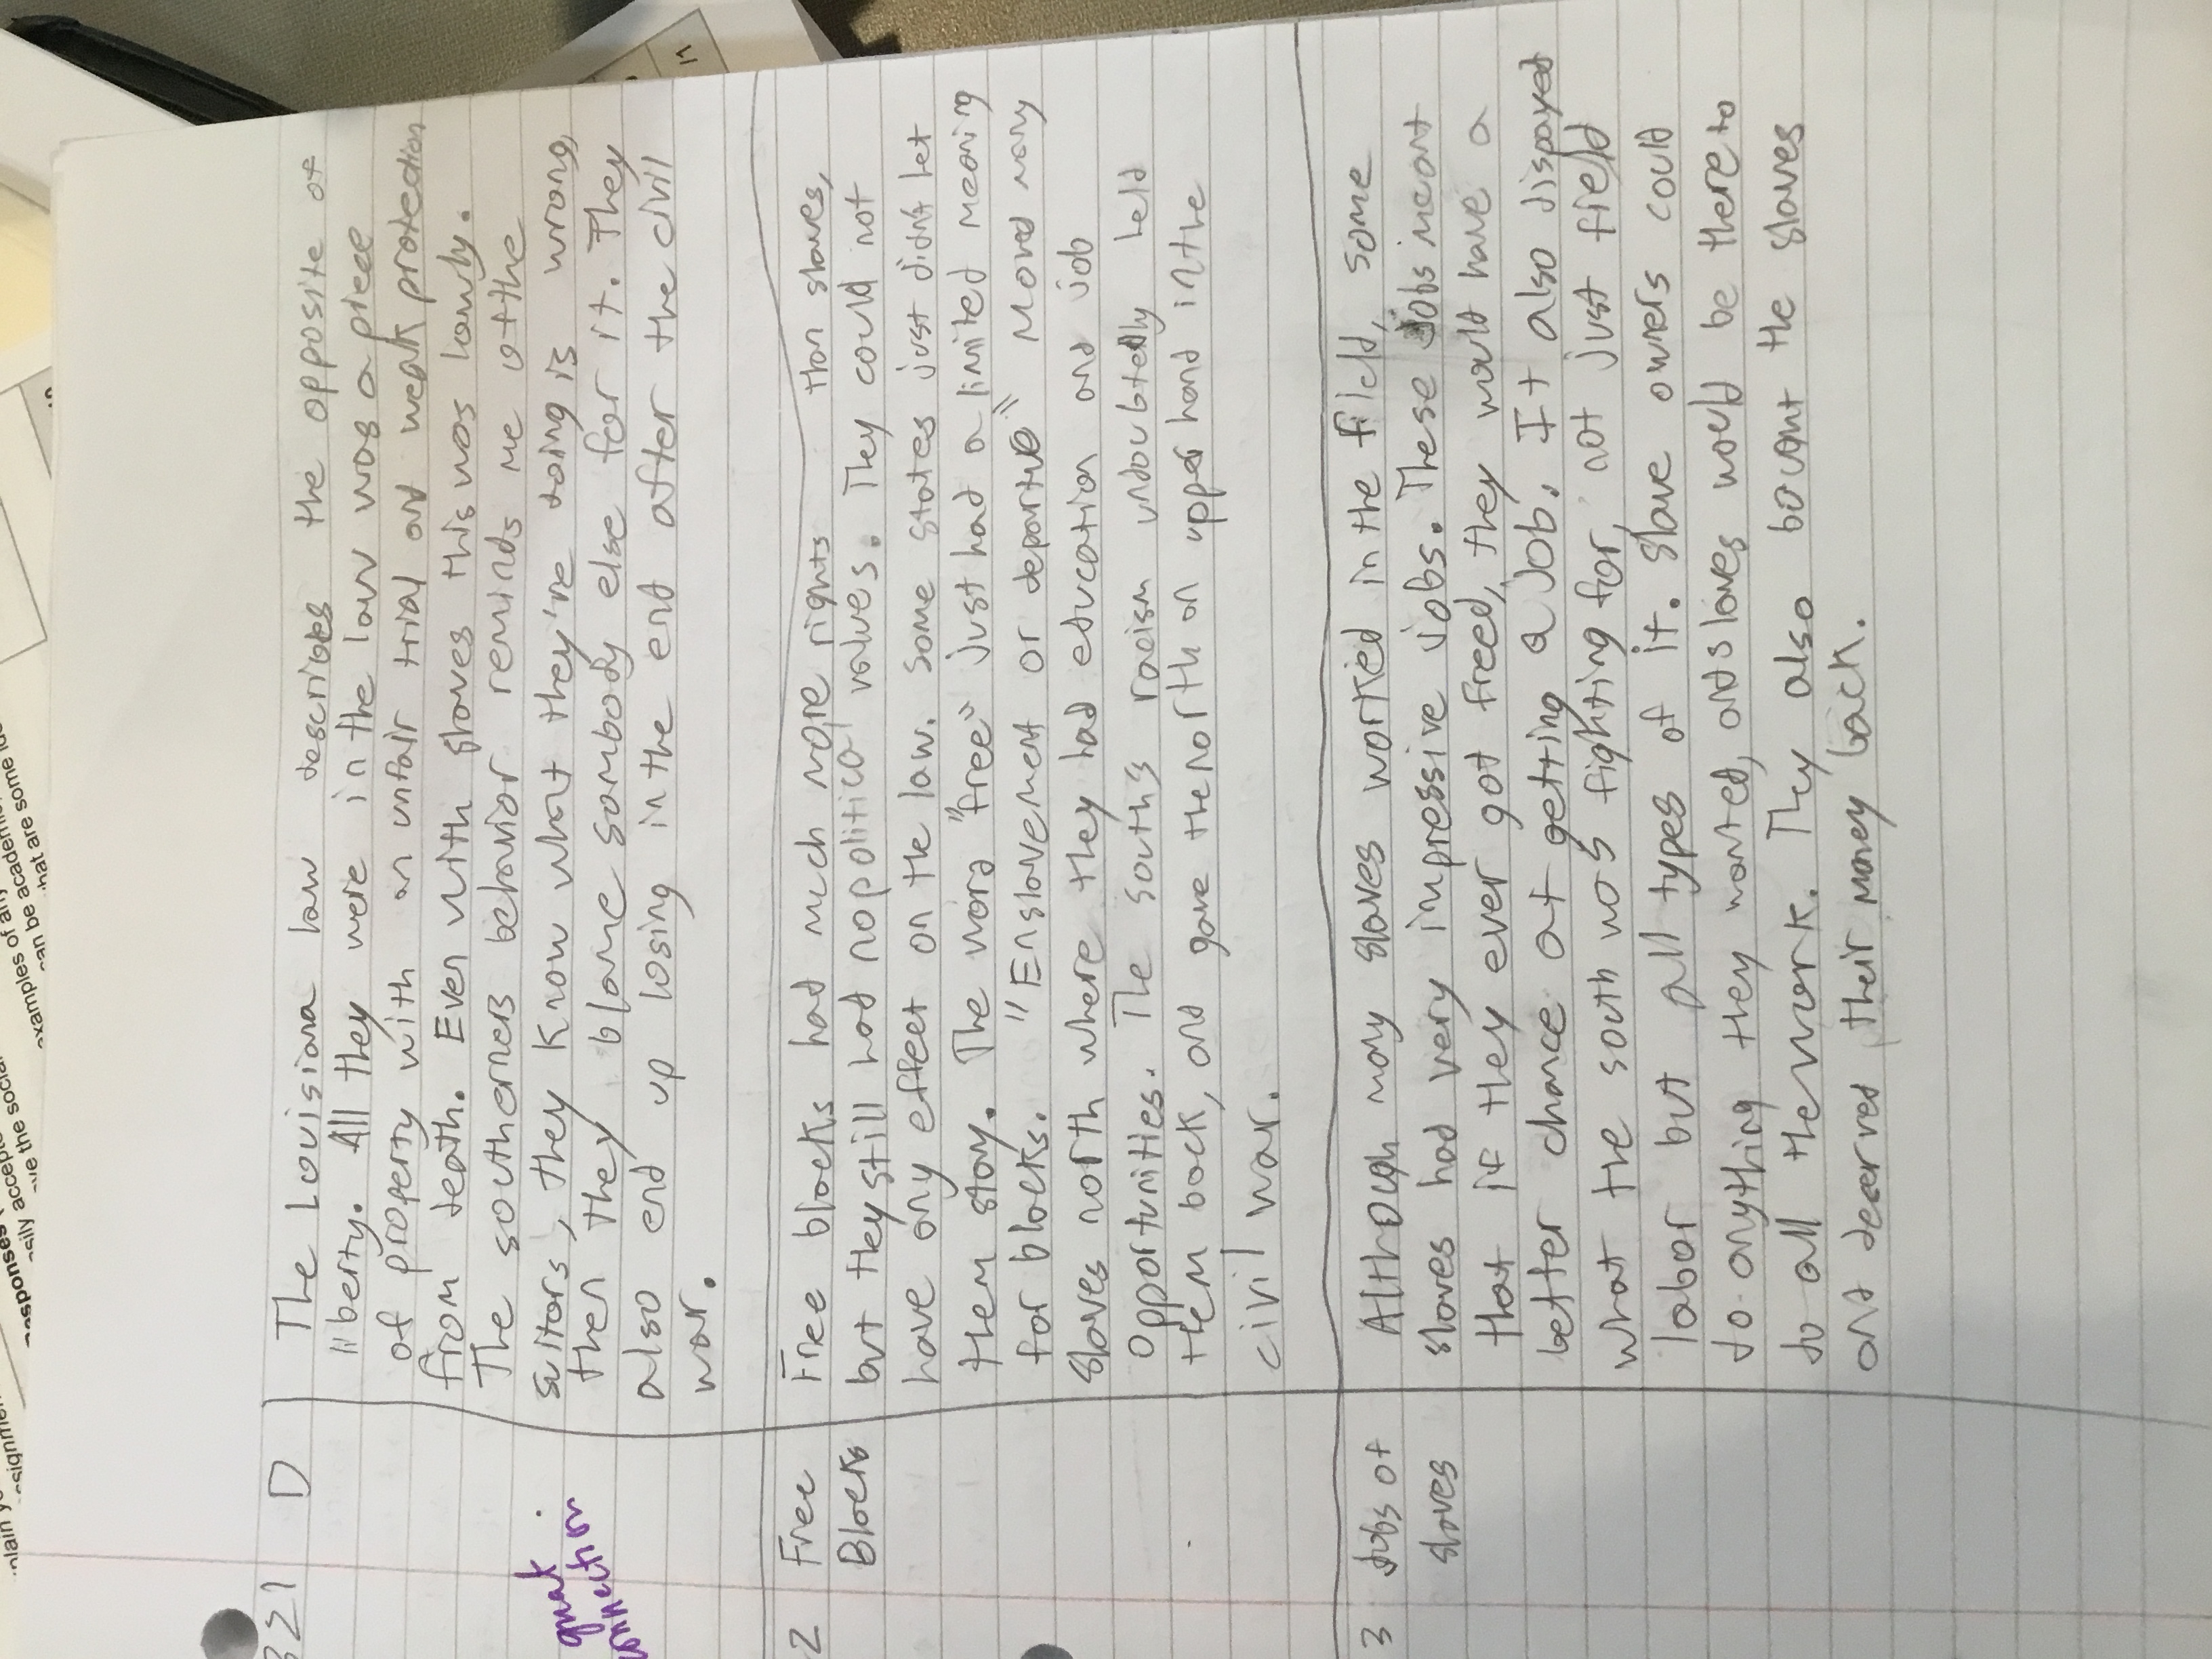 plain y
ssignmen
esponses
sily accept
ve the socia
examples of any
can be academi
hat are some
321 D The Louisiana law describes the opposite of
liberty. All they were in the law was a piece
of property with an unfair trial and weak protection
from death. Even with slaves this was lowly.
The southerners behavior reminds me of the
suitors, they know what they're doing is wrong,
great
connection
then they blame sombody else for it. They
also end up losing in the end after the civil
war.
2 Free Free blacks had much more rights than slaves,
Blacks but they still had no political values. They could not
have any effect on the law. Some states just didn't let
them stay. The word "free" just had a limited meaning
for blacks. "Enslavement or departue" moved many
slaves north where they had education and job
opportunities. The south's racism undoubtedly held
them back, and gave the north an upper hand in the
civil war.
3 Jobs of Although many slaves worked in the field, some
slaves slaves had very impressive jobs. These Jobs meant
that if they ever got freed, they would have a
better chance at getting a job. It also dispayed
what the south was fighting for, not just field
labor but all types of it. Slave owners could
do anything they wanted, and slaves would be there to
do all the work. They also bought the slaves
and deserved their money back.
17